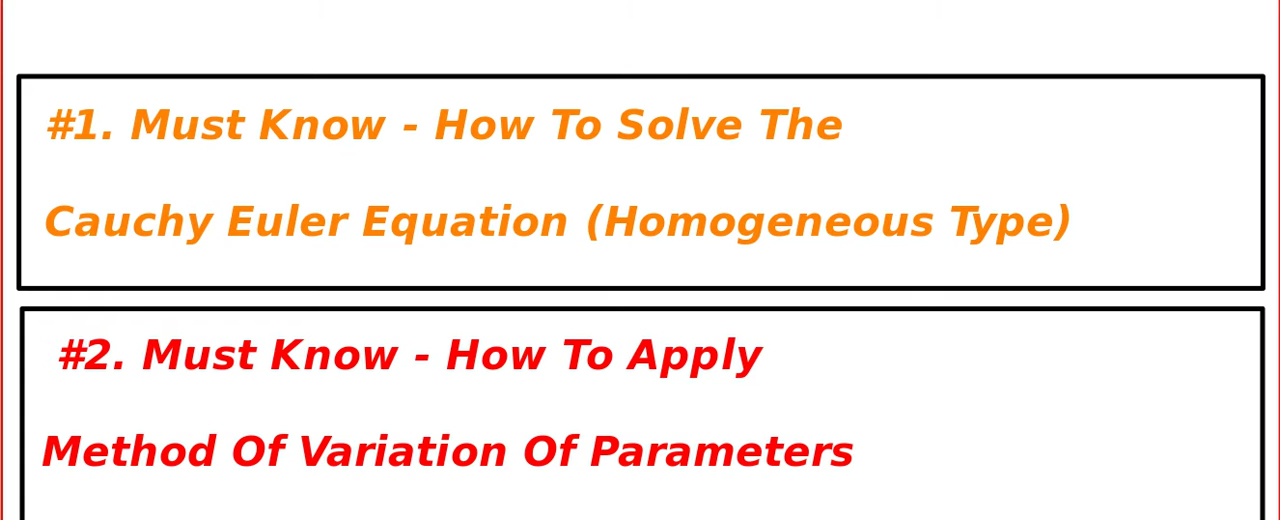 #1. Must Know - How To Solve The
Cauchy Euler Equation (Homogeneous Type)
#2. Must Know - How To Apply
Method Of Variation Of Parameters